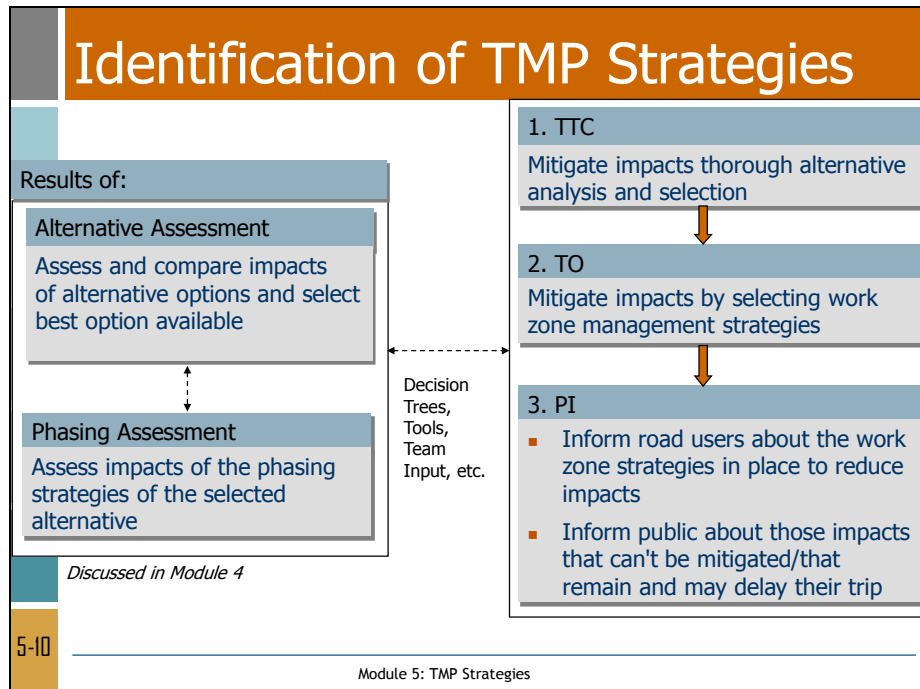 Identification of TMP Strategies
Results of:
Alternative Assessment
Assess and compare impacts
of alternative options and select
best option available
Phasing Assessment
Assess impacts of the phasing
strategies of the selected
alternative
Discussed in Module 4
Decision
Trees,
Tools,
Team
Input, etc.
1. TTC
Mitigate impacts thorough alternative
analysis and selection
2. TO
Mitigate impacts by selecting work
zone management strategies
3. PI
▪ Inform road users about the work
zone strategies in place to reduce
impacts
▪ Inform public about those impacts
that can't be mitigated/that
remain and may delay their trip
5-10
Module 5: TMP Strategies